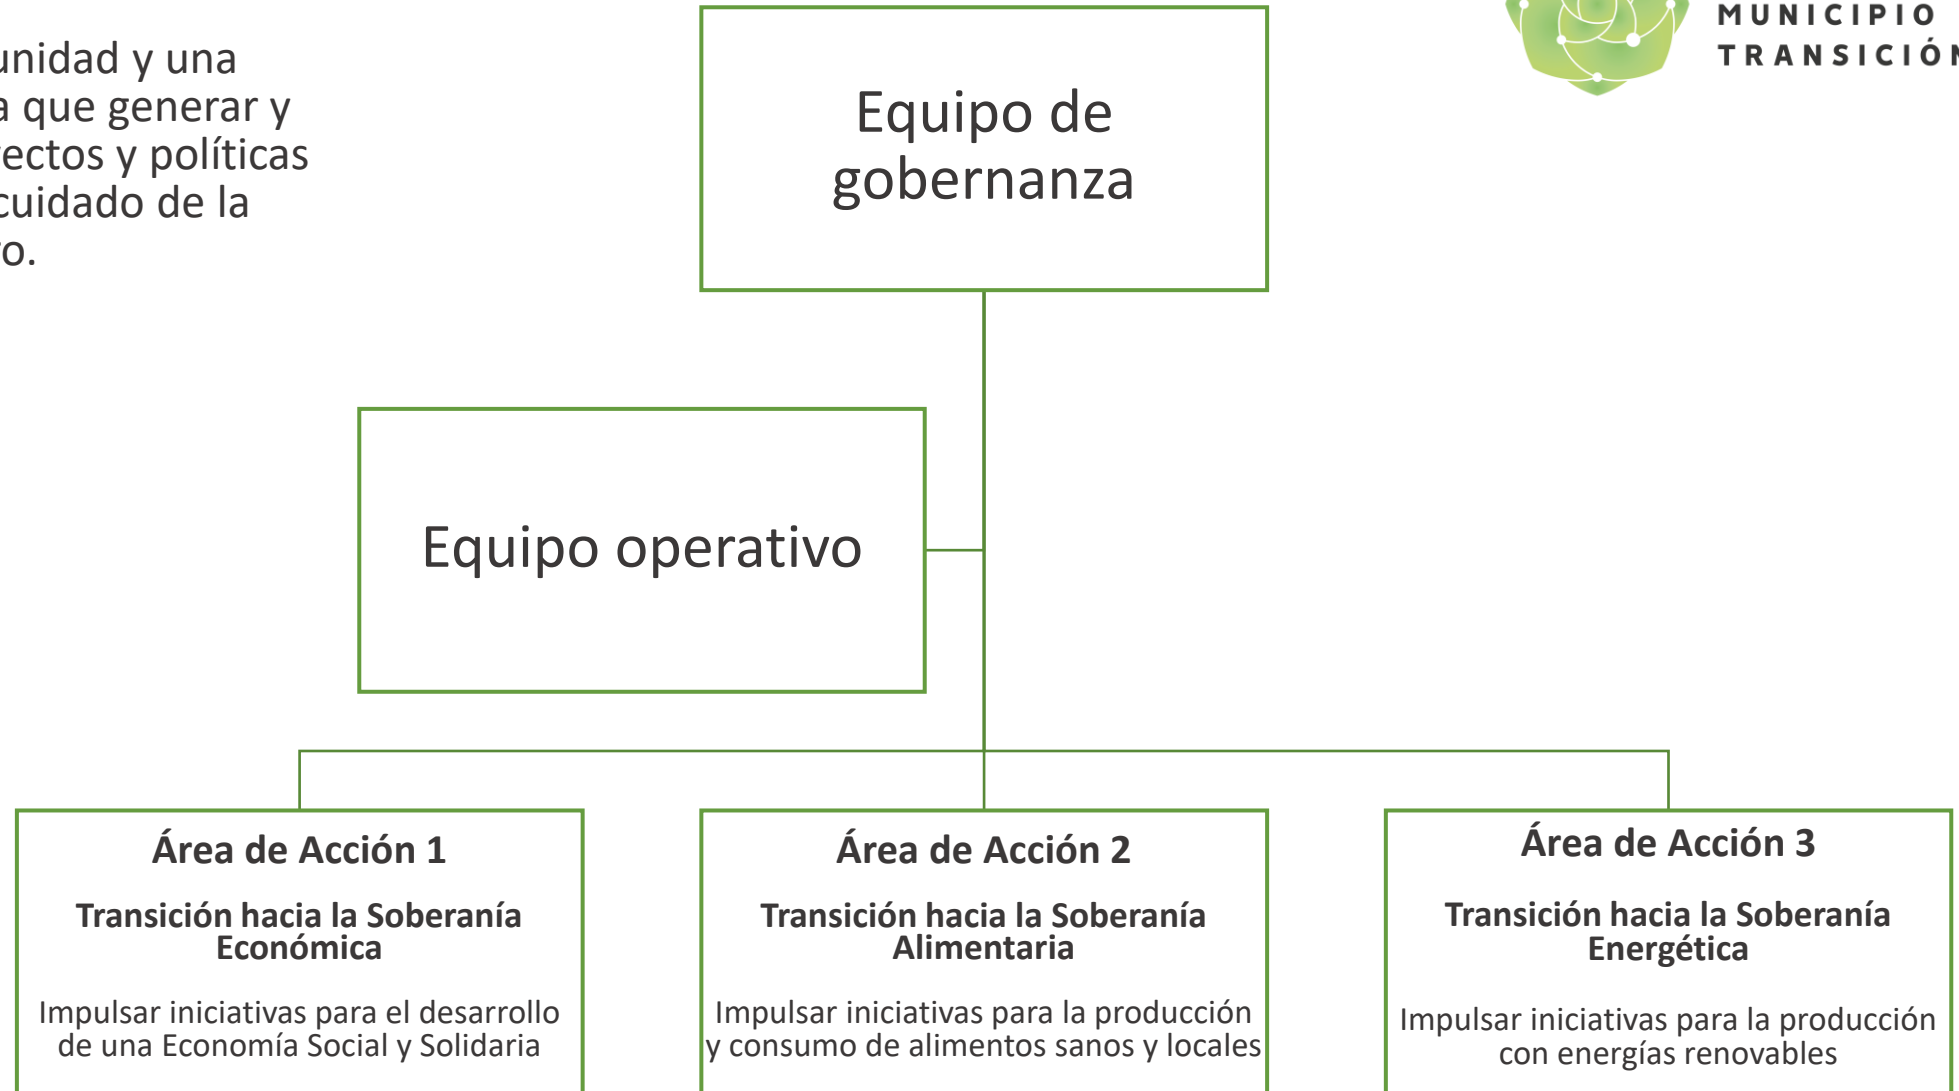 unidad y una
a que generar y
ectos y políticas
cuidado de la
o.
MUNICIPIO
TRANSICIÓN
Equipo de
gobernanza
Equipo operativo
Área de Acción 1
Transición hacia la Soberanía
Económica
Impulsar iniciativas para el desarrollo
de una Economía Social y Solidaria
Área de Acción 2
Transición hacia la Soberanía
Alimentaria
Impulsar iniciativas para la producción
y consumo de alimentos sanos y locales
Área de Acción 3
Transición hacia la Soberanía
Energética
Impulsar iniciativas para la producción
con energías renovables